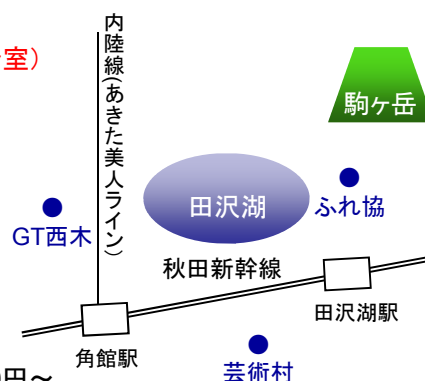 室）
内陸線(あきた美人ライン)
駒ヶ岳
田沢湖
ふれ協
GT西木
秋田新幹線
田沢湖駅
角館駅
芸術村
円～